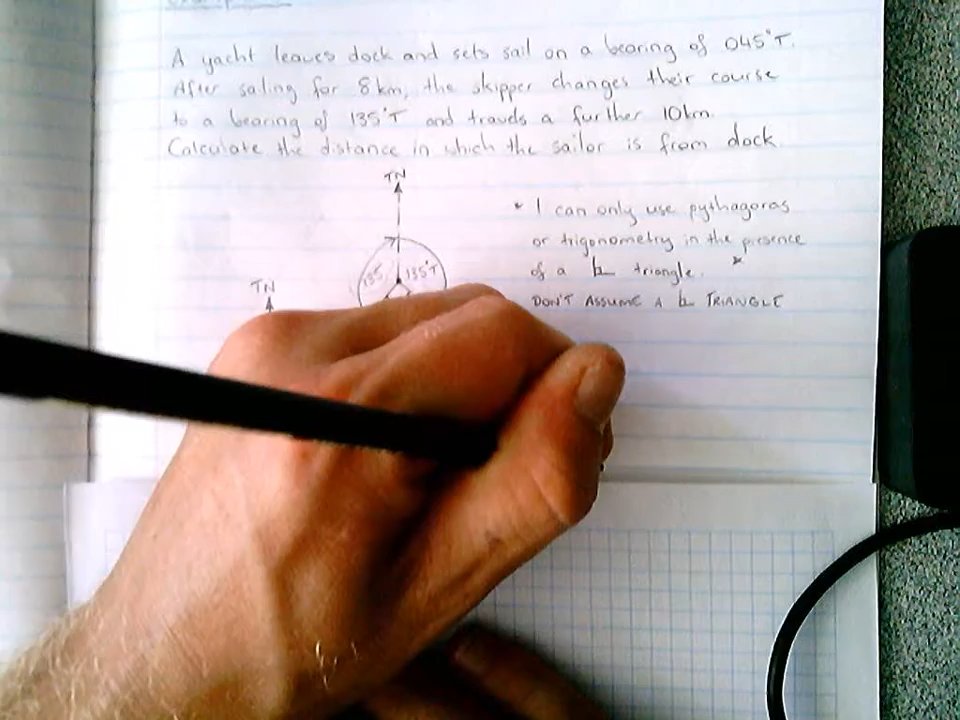 A yacht leaves dock and sets sail on a bearing of 045°T.
After sailing for 8km, the skipper changes their course
to a bearing of 135°T and travels a further 10km.
Calculate the distance in which the sailor is from dock.
TN
* I can only use pythagoras
or trigonometry in the presence
of a triangle. *
135 135°T
TN
DON'T ASSUME A TRIANGLE